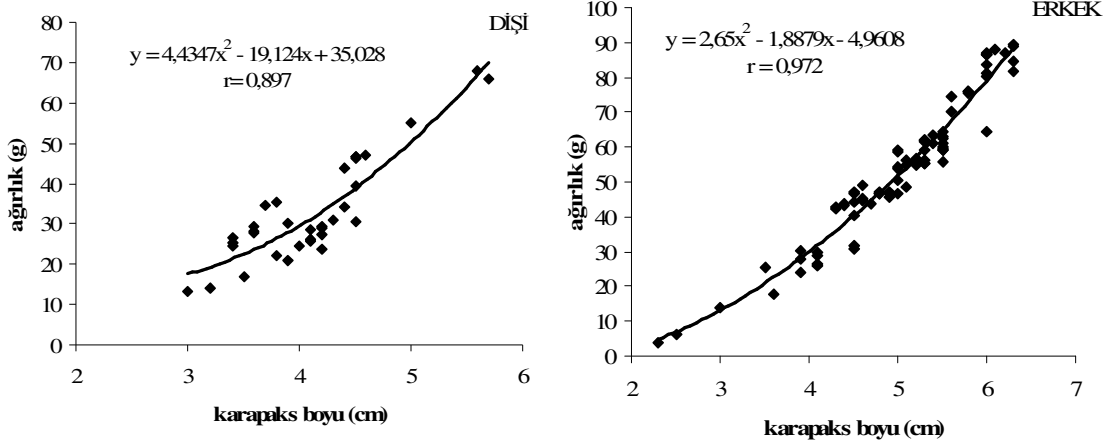 DİŞİ
y = 4,4347x² - 19,124x + 35,028
r= 0,897
ağırlık (g)
80
70
60
50
40
30
20
10
0
2 3 4 5 6
karapaks boyu (cm)
ERKEK
y = 2,65x² - 1,8879x - 4,9608
r = 0,972
ağırlık (g)
100
90
80
70
60
50
40
30
20
10
0
2 3 4 5 6 7
karapaks boyu (cm)